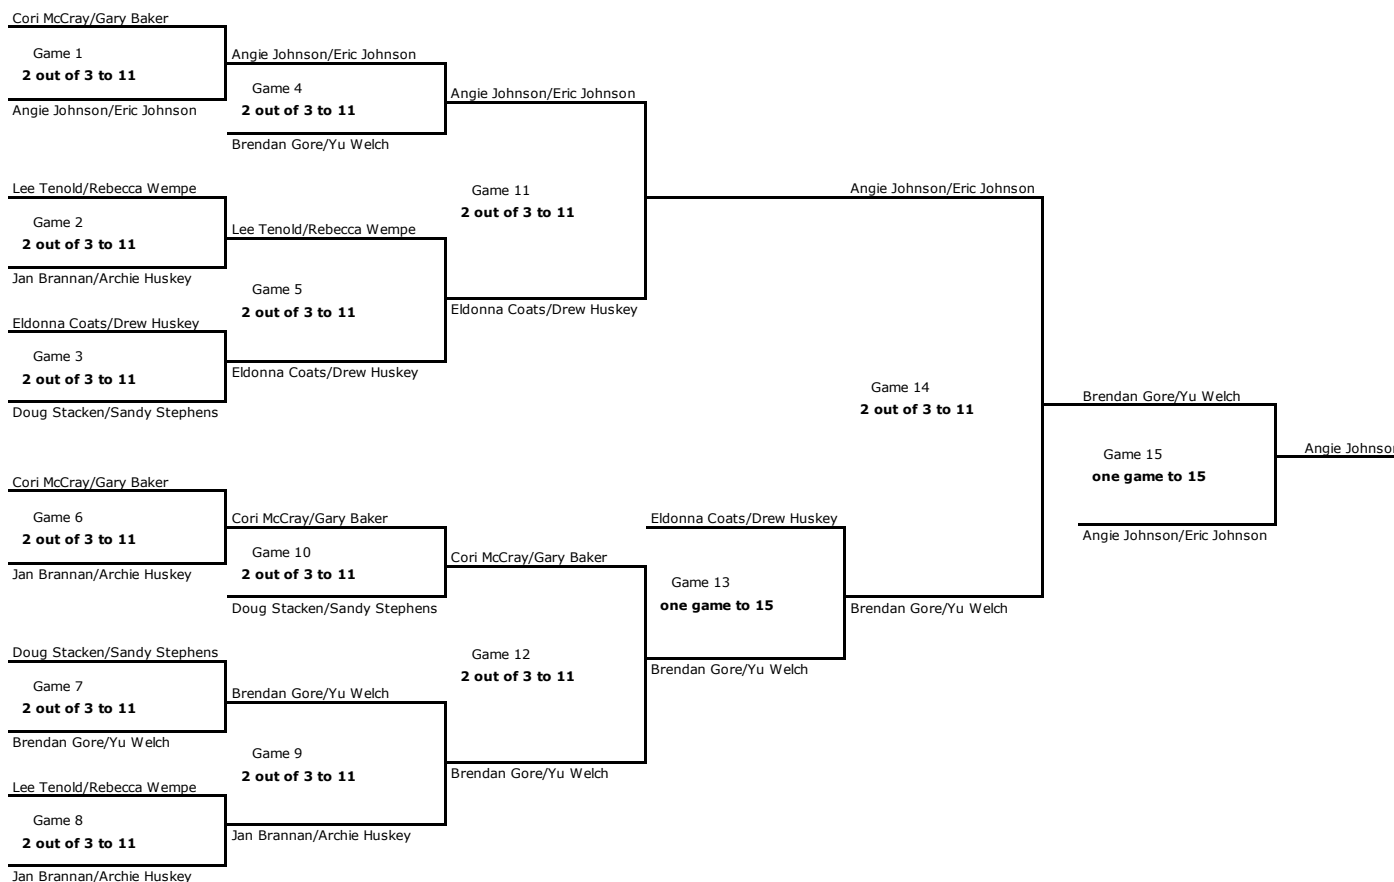 Cori McCray/Gary Baker
Game 1
2 out of 3 to 11
Angie Johnson/Eric Johnson
Angie Johnson/Eric Johnson
Game 4
2 out of 3 to 11
Brendan Gore/Yu Welch
Angie Johnson/Eric Johnson
Lee Tenold/Rebecca Wempe
Game 2
2 out of 3 to 11
Jan Brannan/Archie Huskey
Lee Tenold/Rebecca Wempe
Game 5
2 out of 3 to 11
Eldonna Coats/Drew Huskey
Game 11
2 out of 3 to 11
Eldonna Coats/Drew Huskey
Angie Johnson/Eric Johnson
Eldonna Coats/Drew Huskey
Game 3
2 out of 3 to 11
Doug Stacken/Sandy Stephens
Game 14
2 out of 3 to 11
Brendan Gore/Yu Welch
Game 15
one game to 15
Angie Johnson/Eric Johnson
Angie Johnson
Cori McCray/Gary Baker
Game 6
2 out of 3 to 11
Jan Brannan/Archie Huskey
Cori McCray/Gary Baker
Game 10
2 out of 3 to 11
Doug Stacken/Sandy Stephens
Cori McCray/Gary Baker
Eldonna Coats/Drew Huskey
Game 13
one game to 15
Brendan Gore/Yu Welch
Brendan Gore/Yu Welch
Doug Stacken/Sandy Stephens
Game 7
2 out of 3 to 11
Brendan Gore/Yu Welch
Brendan Gore/Yu Welch
Game 9
2 out of 3 to 11
Jan Brannan/Archie Huskey
Game 12
2 out of 3 to 11
Brendan Gore/Yu Welch
Lee Tenold/Rebecca Wempe
Game 8
2 out of 3 to 11
Jan Brannan/Archie Huskey